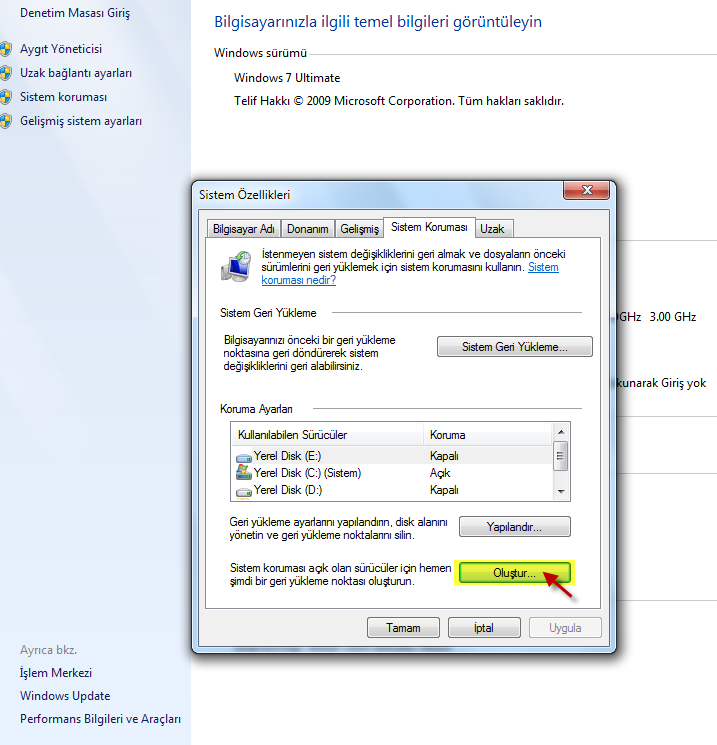 Denetim Masası Giriş
Aygıt Yöneticisi
Uzak bağlantı ayarları
Sistem koruması
Gelişmiş sistem ayarları
Bilgisayarınızla ilgili temel bilgileri görüntüleyin
Windows sürümü
Windows 7 Ultimate
Telif Hakkı © 2009 Microsoft Corporation. Tüm hakları saklıdır.
Sistem Özellikleri
Bilgisayar Adı Donanım Gelişmiş Sistem Koruması Uzak
İstenmeyen sistem değişikliklerini geri almak ve dosyaların önceki
sürümlerini geri yüklemek için sistem korumasını kullanın. Sistem
koruması nedir?
Sistem Geri Yükleme
Bilgisayarınızı önceki bir geri yükleme
noktasına geri döndürerek sistem
değişikliklerini geri alabilirsiniz.
Sistem Geri Yükleme...
Koruma Ayarları
Kullanılabilen Sürücüler Koruma
Yerel Disk (E:) Kapalı
Yerel Disk (C:) (Sistem) Açık
Yerel Disk (D:) Kapalı
Geri yükleme ayarlarını yapılandırın, disk alanını
yönetin ve geri yükleme noktalarını silin.
Yapılandır...
Sistem koruması açık olan sürücüler için hemen
şimdi bir geri yükleme noktası oluşturun.
Oluştur...
Tamam İptal Uygula
GHz 3.00 GHz
kunarak Giriş yok
Ayrıca bkz.
İşlem Merkezi
Windows Update
Performans Bilgileri ve Araçları